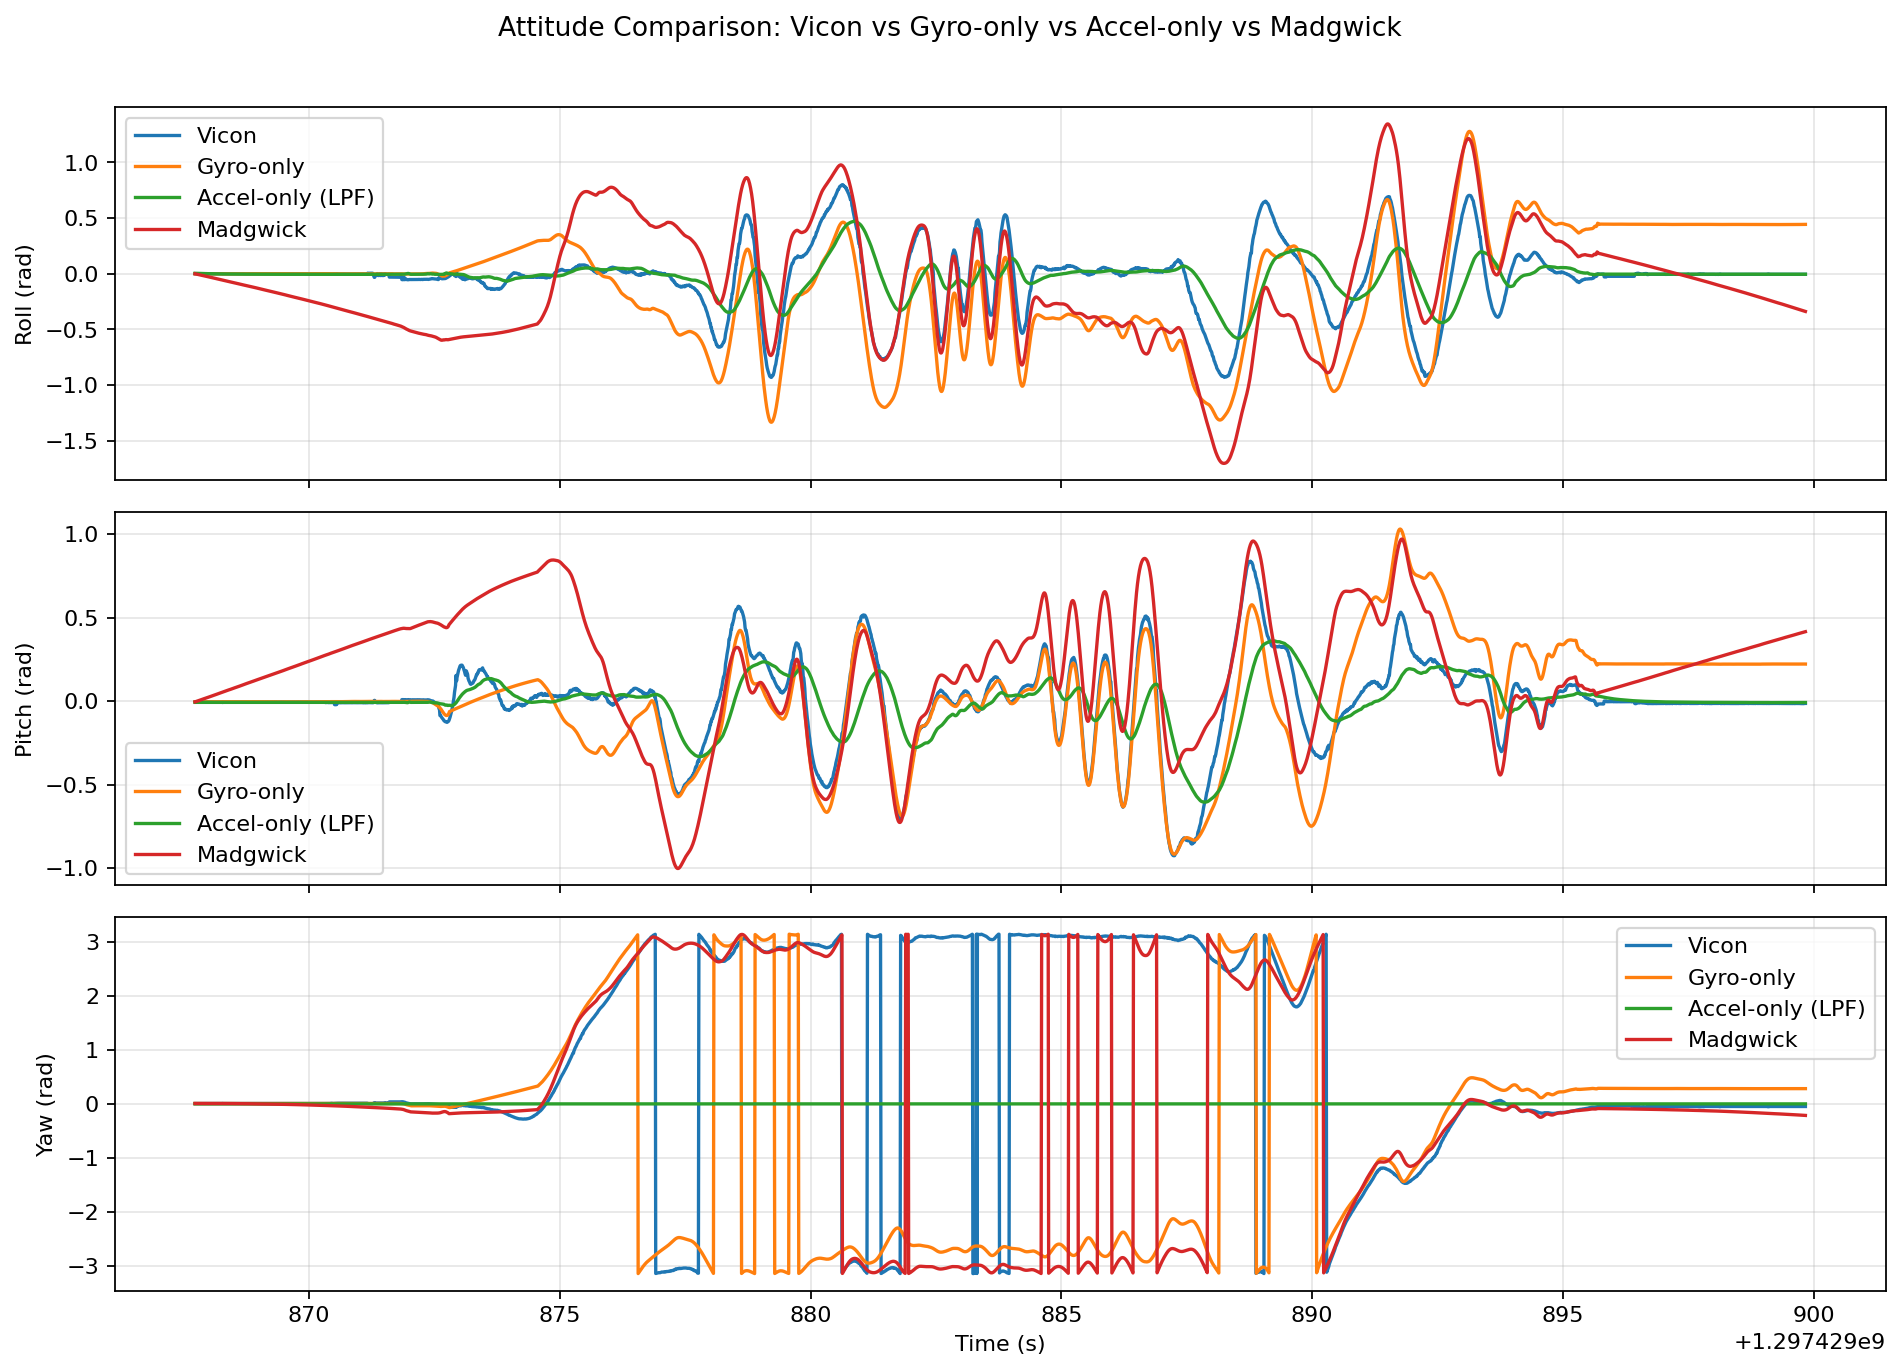 Attitude Comparison: Vicon vs Gyro-only vs Accel-only vs Madgwick
Roll (rad)
1.0
0.5
0.0
−0.5
−1.0
−1.5
Vicon
Gyro-only
Accel-only (LPF)
Madgwick
Pitch (rad)
1.0
0.5
0.0
−0.5
−1.0
Vicon
Gyro-only
Accel-only (LPF)
Madgwick
Yaw (rad)
3
2
1
0
−1
−2
−3
Vicon
Gyro-only
Accel-only (LPF)
Madgwick
870 875 880 885 890 895 900
Time (s)
+1.297429e9